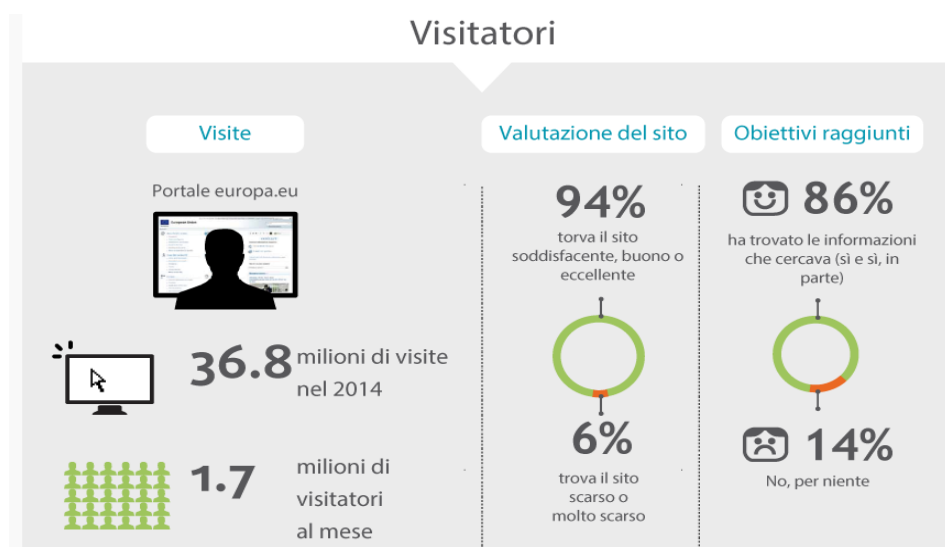 Visitatori
Visite
Portale europa.eu
36.8 milioni di visite
nel 2014
1.7 milioni di
visitatori
al mese
Valutazione del sito
94%
torva il sito
soddisfacente, buono o
eccellente
6%
trova il sito
scarso o
molto scarso
Obiettivi raggiunti
86%
ha trovato le informazioni
che cercava (sì e sì, in
parte)
14%
No, per niente